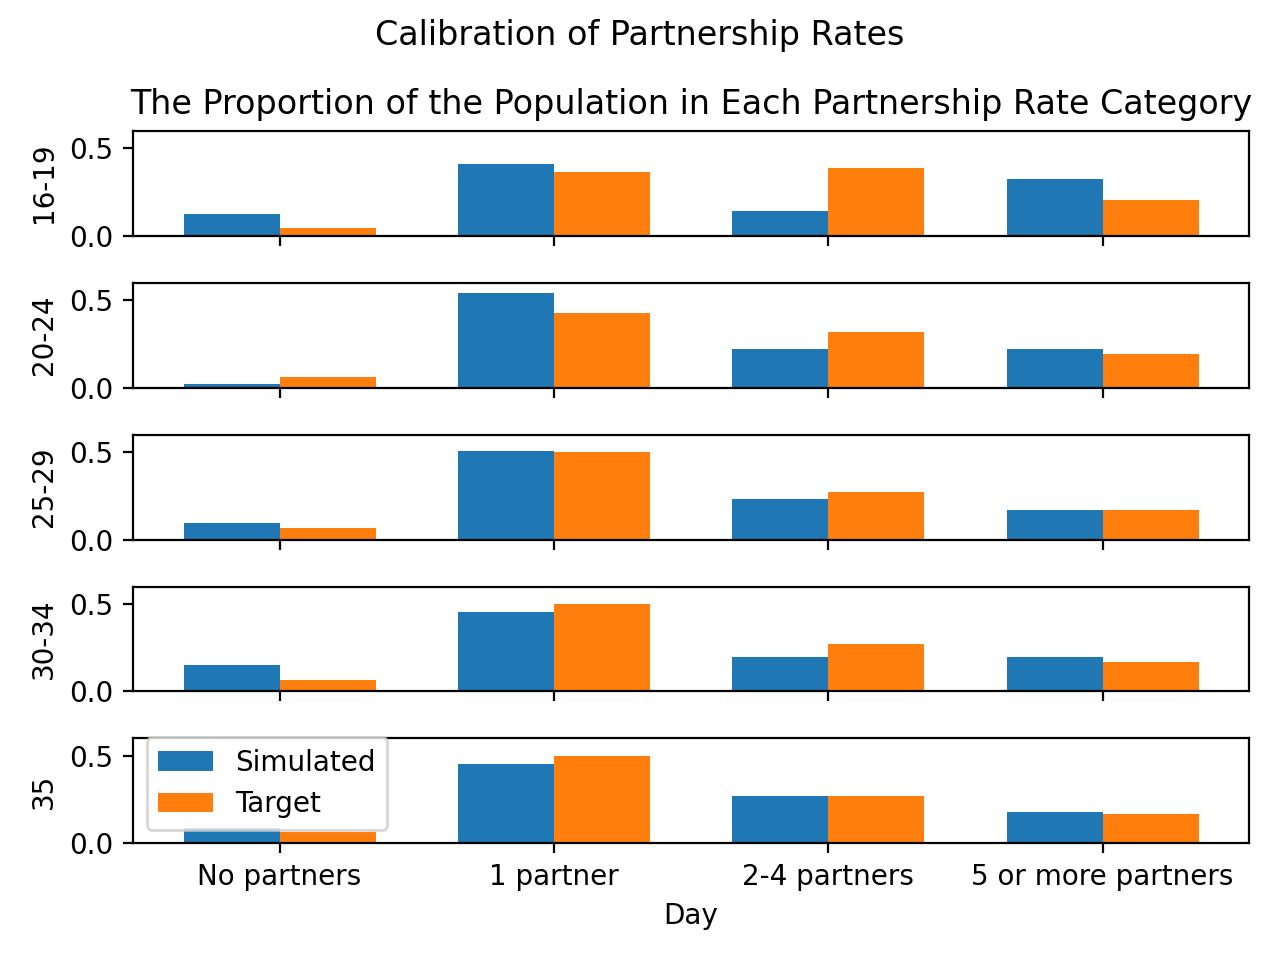 Calibration of Partnership Rates
The Proportion of the Population in Each Partnership Rate Category
0.5
0.0
16-19
0.5
0.0
20-24
0.5
0.0
25-29
0.5
0.0
30-34
0.5
0.0
35
Simulated
Target
No partners
1 partner
2-4 partners
5 or more partners
Day